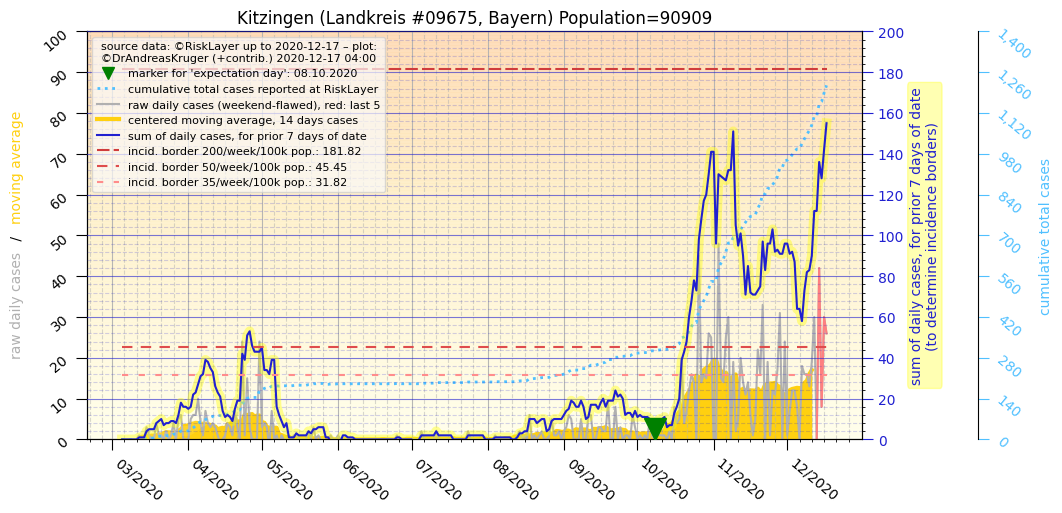 Kitzingen (Landkreis #09675, Bayern) Population=90909
source data: ©RiskLayer up to 2020-12-17 – plot:
©DrAndreasKruger (+contrib.) 2020-12-17 04:00
marker for 'expectation day': 08.10.2020
cumulative total cases reported at RiskLayer
raw daily cases (weekend-flawed), red: last 5
centered moving average, 14 days cases
sum of daily cases, for prior 7 days of date
incid. border 200/week/100k pop.: 181.82
incid. border 50/week/100k pop.: 45.45
incid. border 35/week/100k pop.: 31.82
raw daily cases / moving average
100
90
80
70
60
50
40
30
20
10
0
03/2020
04/2020
05/2020
06/2020
07/2020
08/2020
09/2020
10/2020
11/2020
12/2020
200
180
160
140
120
100
80
60
40
20
0
sum of daily cases, for prior 7 days of date
(to determine incidence borders)
1,400
1,260
1,120
980
840
700
560
420
280
140
0
cumulative total cases